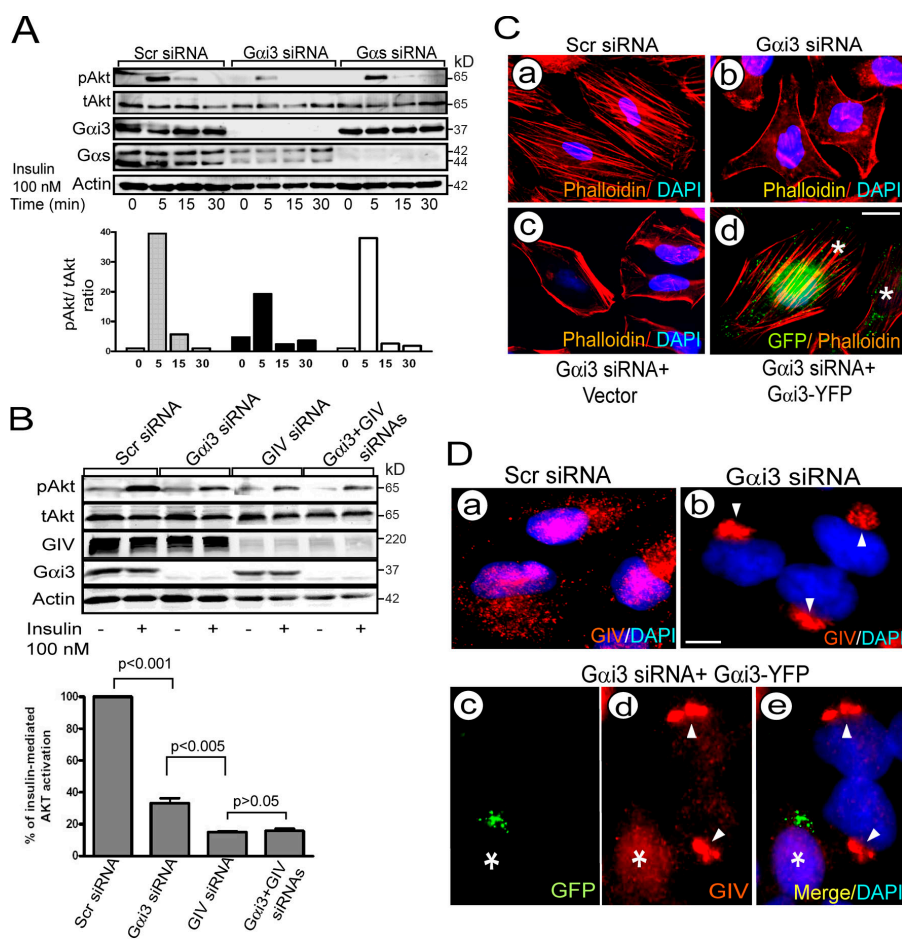 A
Scr siRNA Gαi3 siRNA Gαs siRNA
kD
pAkt 65
tAkt 65
Gαi3 37
Gαs 42
44
Actin 42
Insulin
100 nM
Time (min) 0 5 15 30 0 5 15 30 0 5 15 30
pAkt/ tAkt
ratio
40
30
20
10
0
0 5 15 30 0 5 15 30 0 5 15 30
B
Scr siRNA
Gαi3 siRNA
GIV siRNA
Gαi3+GIV
siRNAs
kD
pAkt 65
tAkt 65
GIV 220
Gαi3 37
Actin 42
Insulin - + - + - + - +
100 nM
p<0.001
p<0.005
p>0.05
% of insulin-mediated
AKT activation
100
80
60
40
20
0
Scr siRNA
Gαi3 siRNA
GIV siRNA
Gαi3+GIV
siRNAs
C
Scr siRNA Gαi3 siRNA
a
Phalloidin/ DAPI
b
Phalloidin/ DAPI
c
Phalloidin/ DAPI
d
*
*
GFP/ Phalloidin
Gαi3 siRNA+
Vector
Gαi3 siRNA+
Gαi3-YFP
D
Scr siRNA Gαi3 siRNA
a
GIV/DAPI
b
GIV/DAPI
Gαi3 siRNA+ Gαi3-YFP
c
*
GFP
d
*
GIV
e
*
Merge/DAPI